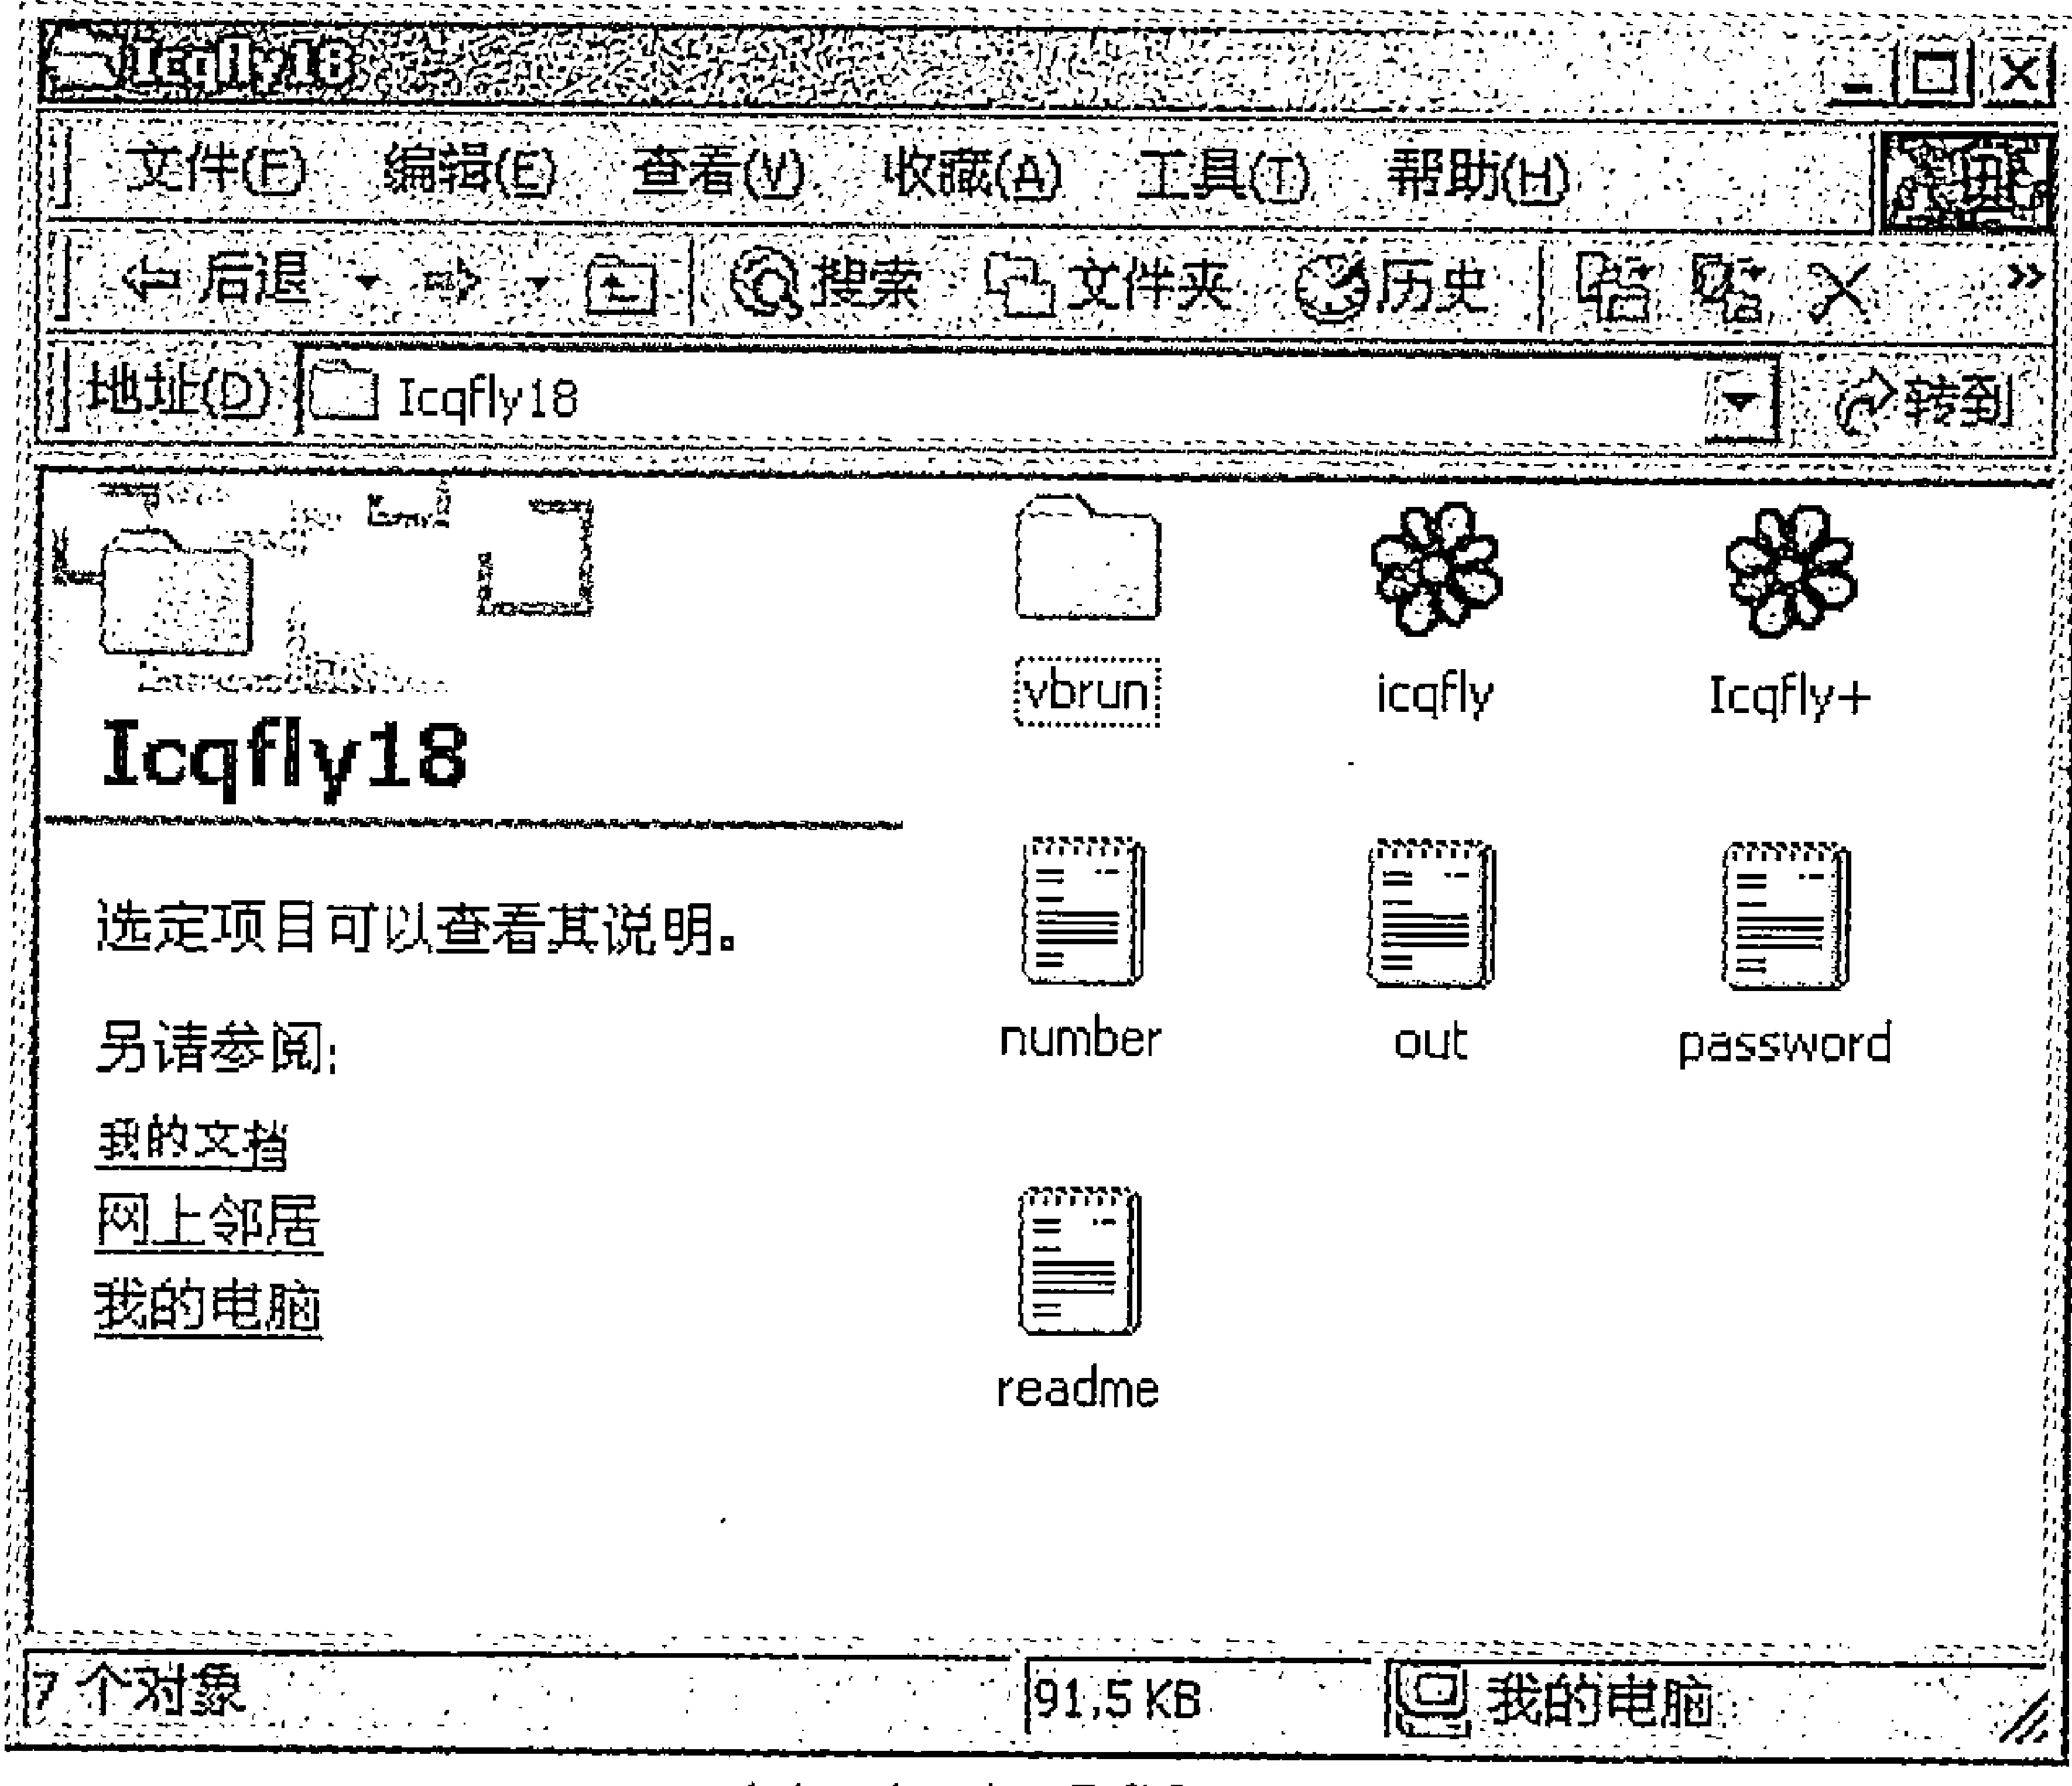 Icqfly18
文件(F) 编辑(E) 查看(V) 收藏(A) 工具(T) 帮助(H)
后退 搜索 文件夹 历史 »
地址(D) Icqfly18 转到
vbrun icqfly Icqfly+
Icqfly18
number out password
选定项目可以查看其说明。
另请参阅:
我的文档
网上邻居
我的电脑
readme
7 个对象 91.5 KB 我的电脑